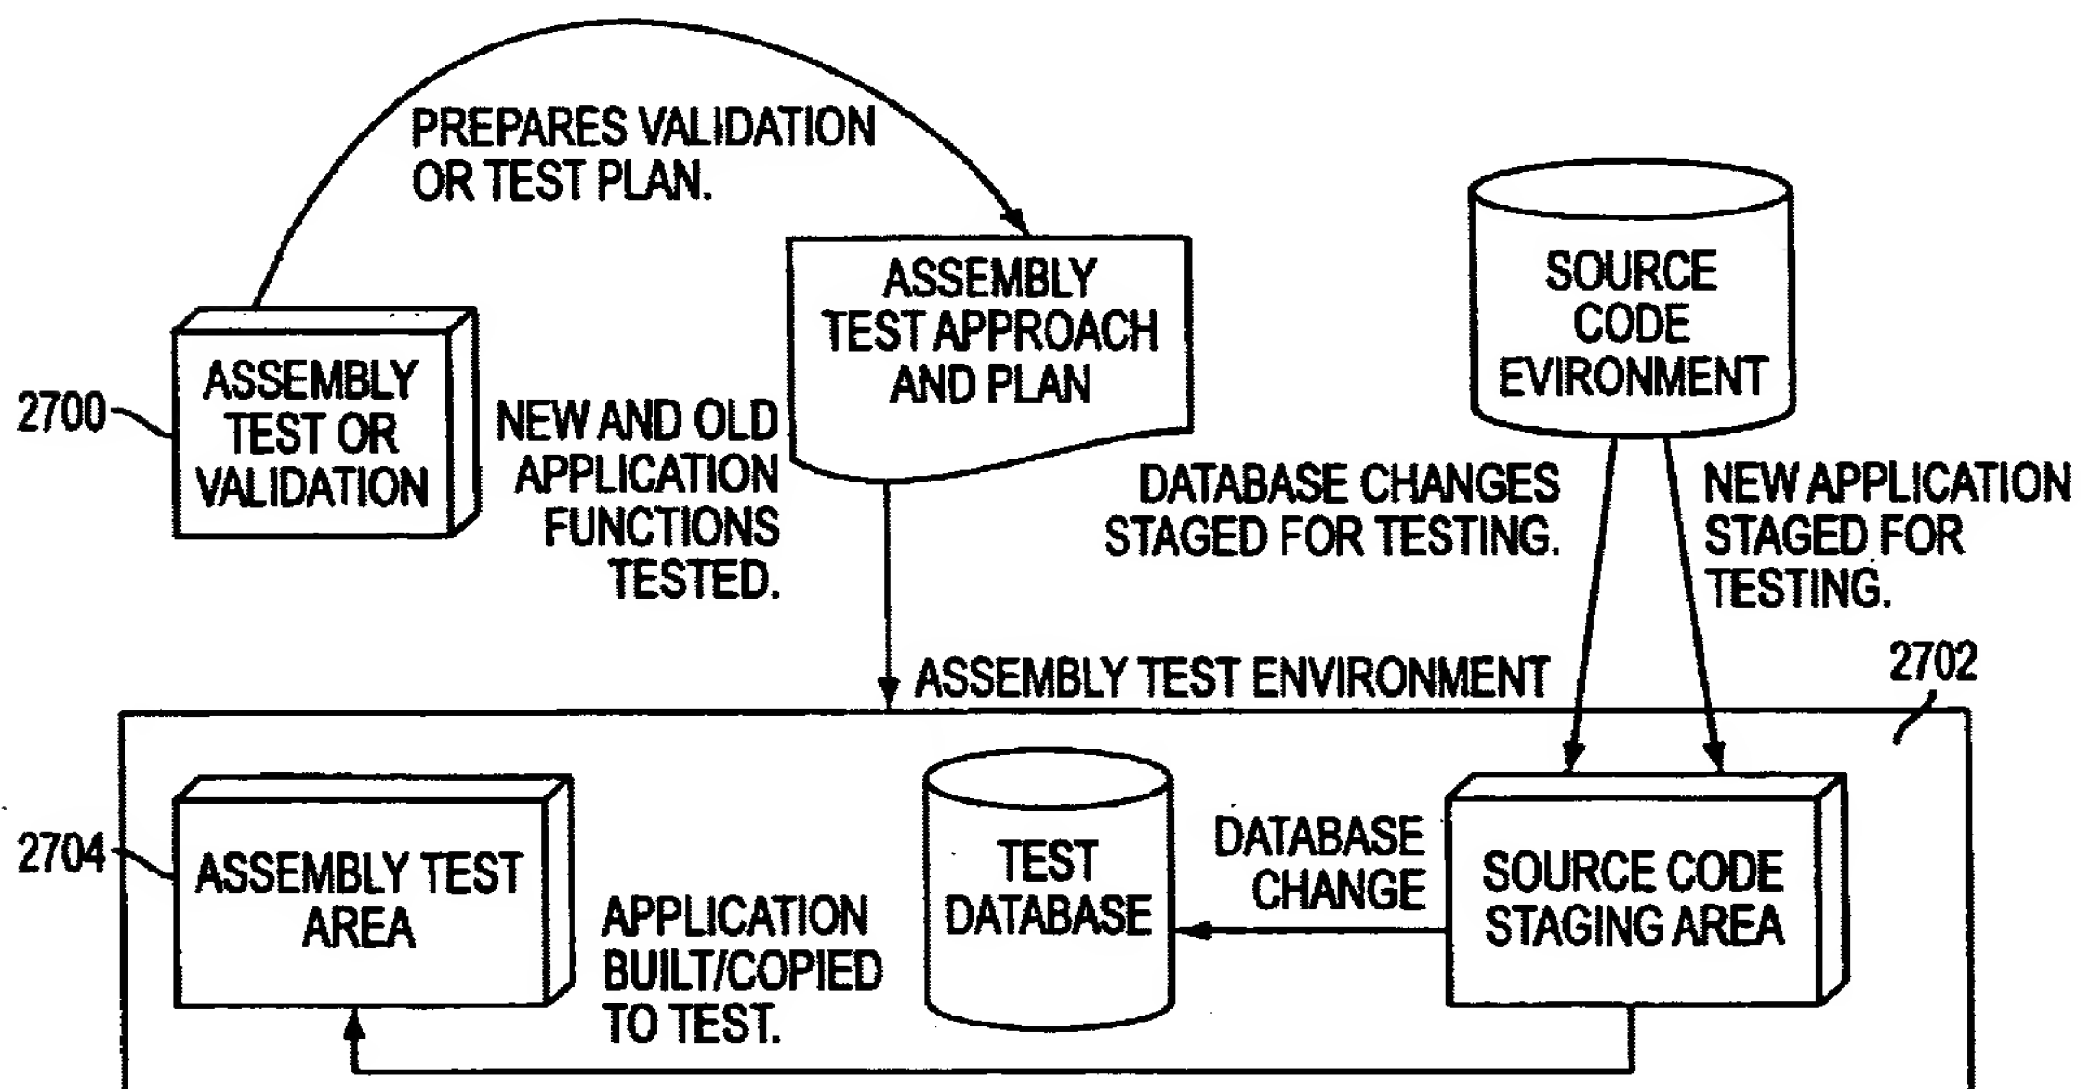 PREPARES VALIDATION
OR TEST PLAN.
ASSEMBLY
TEST APPROACH
AND PLAN
SOURCE
CODE
EVIRONMENT
2700
ASSEMBLY
TEST OR
VALIDATION
NEW AND OLD
APPLICATION
FUNCTIONS
TESTED.
DATABASE CHANGES
STAGED FOR TESTING.
NEW APPLICATION
STAGED FOR
TESTING.
ASSEMBLY TEST ENVIRONMENT
2702
2704
ASSEMBLY TEST
AREA
APPLICATION
BUILT/COPIED
TO TEST.
TEST
DATABASE
DATABASE
CHANGE
SOURCE CODE
STAGING AREA